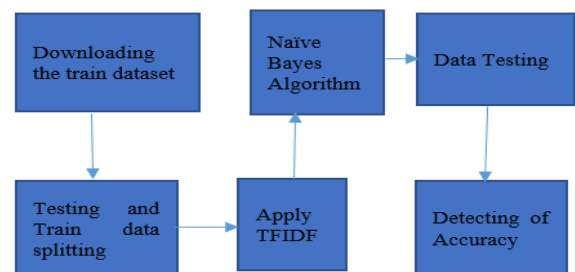 Downloading
the train dataset
Testing and
Train data
splitting
Apply
TFIDF
Naïve
Bayes
Algorithm
Data Testing
Detecting of
Accuracy